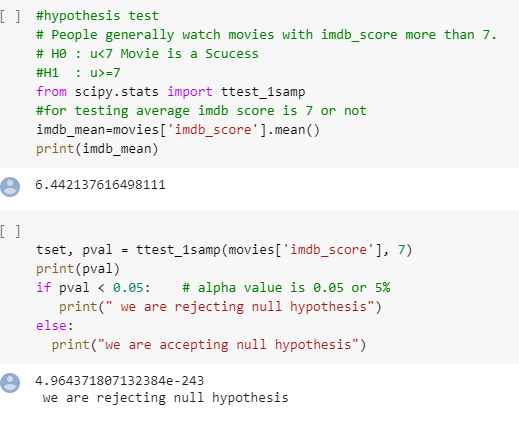 [ ] #hypothesis test
# People generally watch movies with imdb_score more than 7.
# H0 : u<7 Movie is a Scucess
#H1  : u>=7
from scipy.stats import ttest_1samp
#for testing average imdb score is 7 or not
imdb_mean=movies['imdb_score'].mean()
print(imdb_mean)
6.442137616498111
[ ]
tset, pval = ttest_1samp(movies['imdb_score'], 7)
print(pval)
if pval < 0.05:    # alpha value is 0.05 or 5%
   print(" we are rejecting null hypothesis")
else:
  print("we are accepting null hypothesis")
4.964371807132384e-243
 we are rejecting null hypothesis